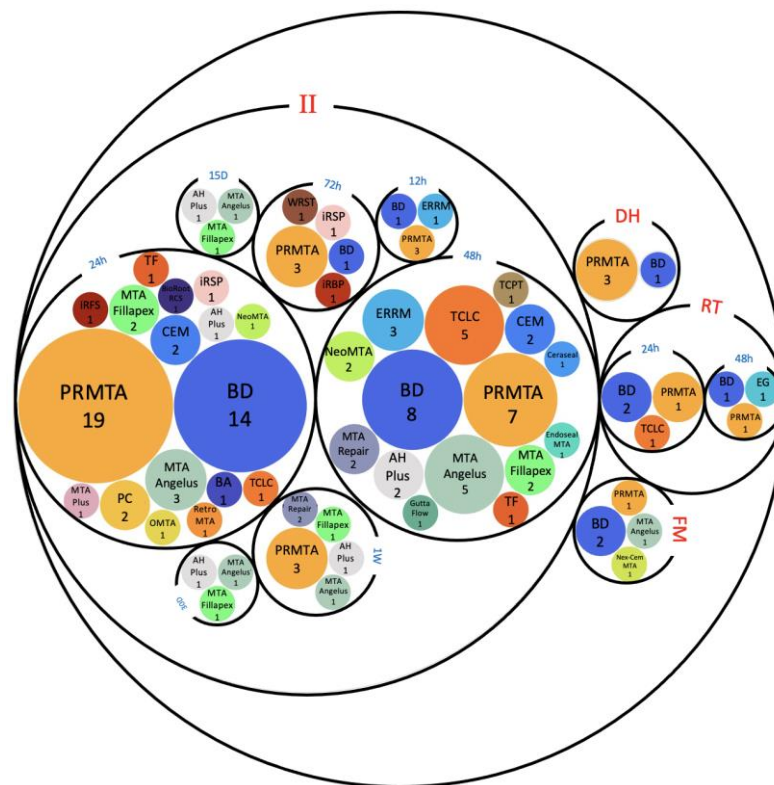 II
15D
AH
Plus
1
MTA
Angelus
1
MTA
Fillapex
1
72h
WRST
1
iRSP
1
PRMTA
3
BD
1
iRBP
1
12h
BD
1
ERRM
1
PRMTA
3
24h
TF
1
IRFS
1
MTA
Fillapex
2
BioRoot
RCS
1
iRSP
1
CEM
2
AH
Plus
1
NeoMTA
1
PRMTA
19
BD
14
MTA
Plus
1
PC
2
MTA
Angelus
3
OMTA
1
BA
1
Retro
MTA
1
TCLC
1
48h
TCPT
1
ERRM
3
TCLC
5
CEM
2
NeoMTA
2
Ceraseal
1
BD
8
PRMTA
7
MTA
Repair
2
AH
Plus
2
MTA
Angelus
5
Endoseal
MTA
1
MTA
Fillapex
2
Gutta
Flow
1
TF
1
30D
AH
Plus
1
MTA
Angelus
1
MTA
Fillapex
1
1W
MTA
Repair
2
MTA
Fillapex
1
PRMTA
3
AH
Plus
1
MTA
Angelus
1
DH
PRMTA
3
BD
1
RT
24h
BD
2
PRMTA
1
TCLC
1
48h
BD
1
EG
1
PRMTA
1
FM
PRMTA
1
BD
2
MTA
Angelus
1
Nex-Cem
MTA
1